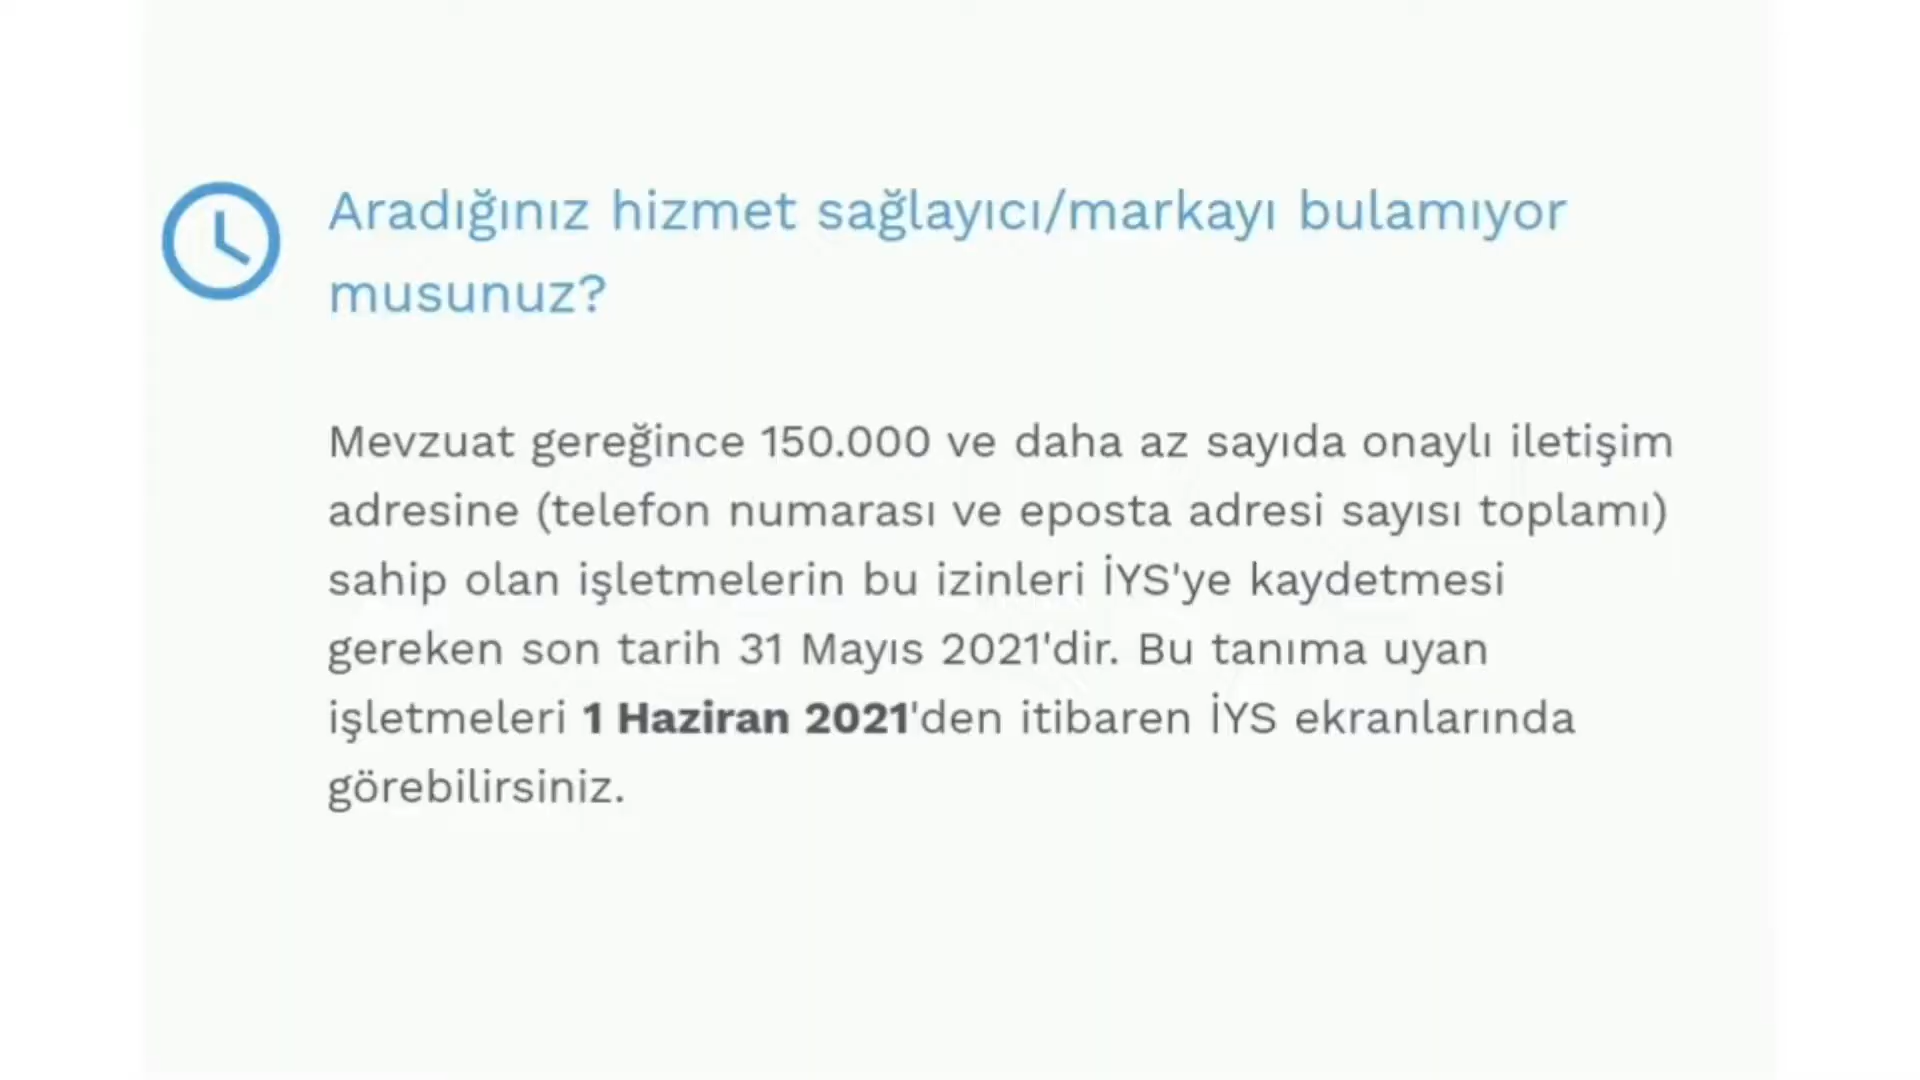 Aradığınız hizmet sağlayıcı/markayı bulamıyor
musunuz?
Mevzuat gereğince 150.000 ve daha az sayıda onaylı iletişim
adresine (telefon numarası ve eposta adresi sayısı toplamı)
sahip olan işletmelerin bu izinleri İYS'ye kaydetmesi
gereken son tarih 31 Mayıs 2021'dir. Bu tanıma uyan
işletmeleri 1 Haziran 2021'den itibaren İYS ekranlarında
görebilirsiniz.